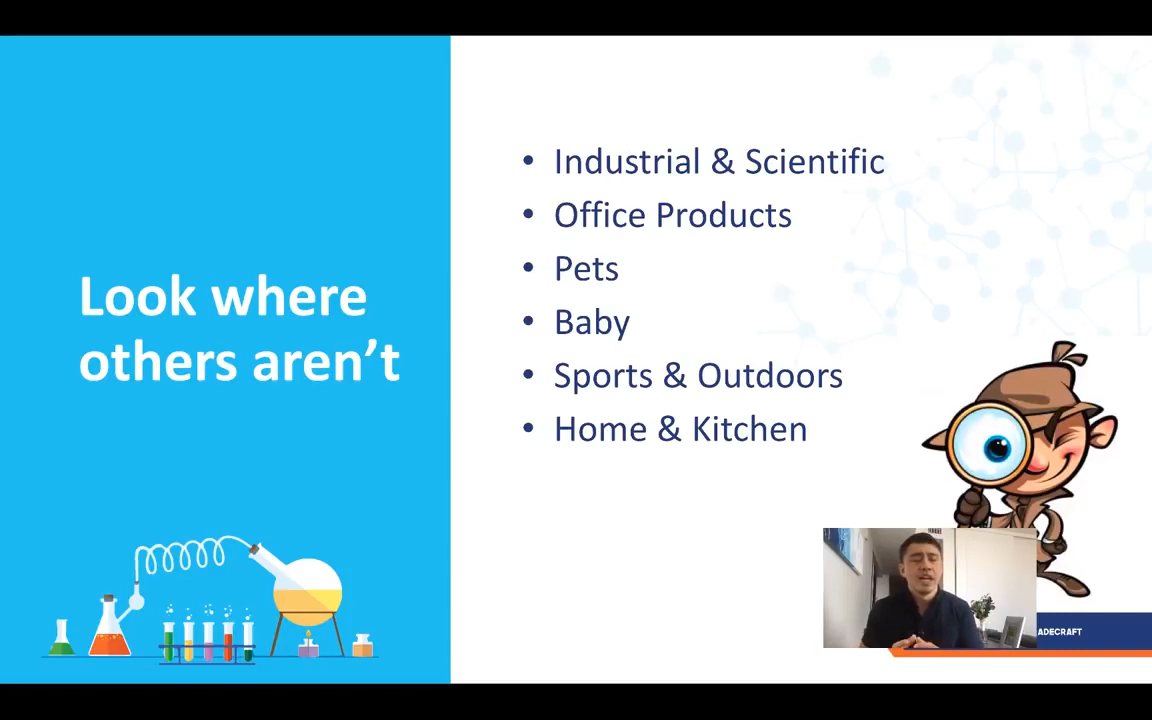 Look where
others aren’t
• Industrial & Scientific
• Office Products
• Pets
• Baby
• Sports & Outdoors
• Home & Kitchen
ADECRAFT